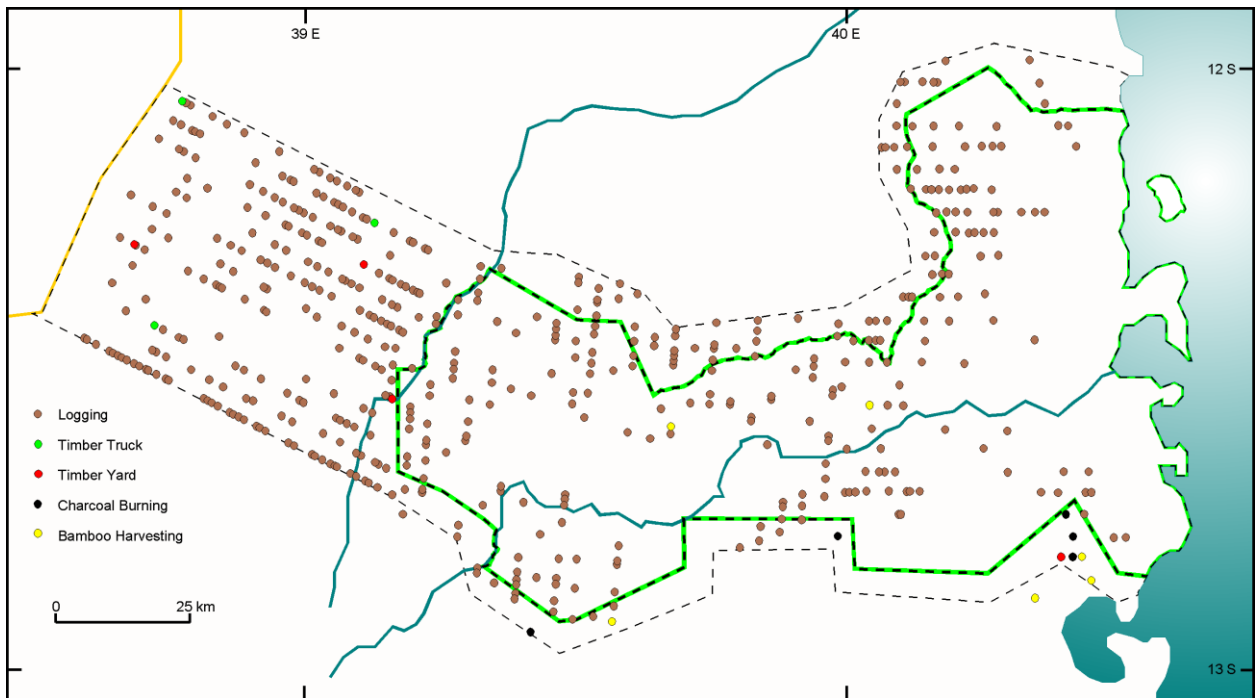 39 E
40 E
12 S
Logging
Timber Truck
Timber Yard
Charcoal Burning
Bamboo Harvesting
0 25 km
13 S